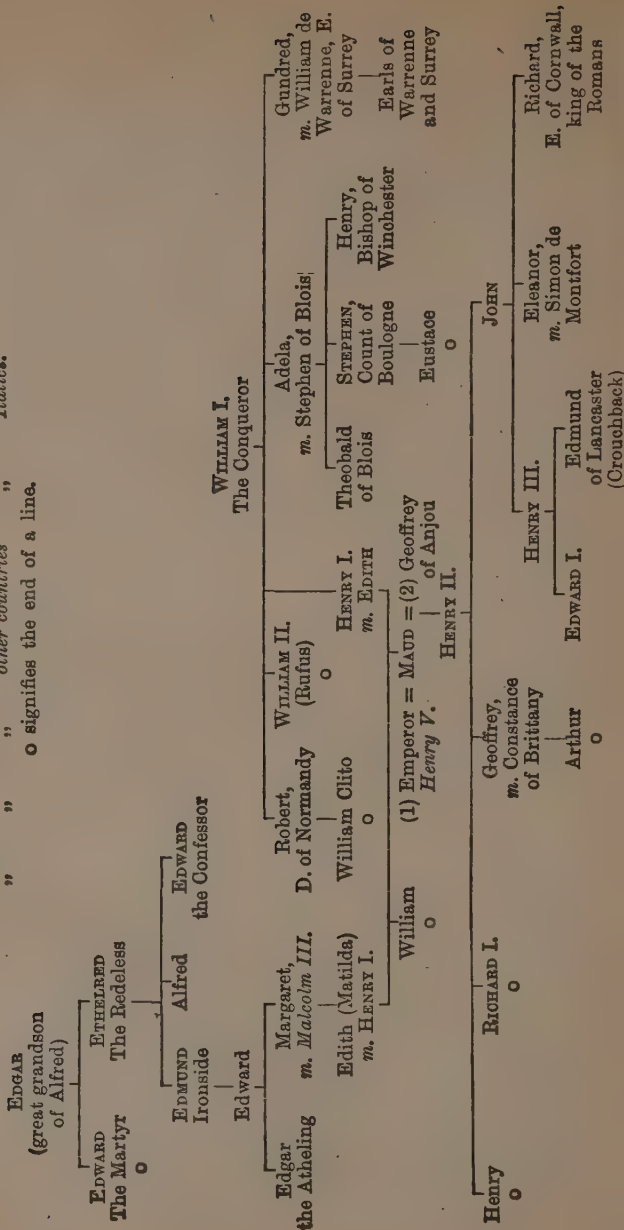 " " " other countries " Italics.
o signifies the end of a line.
EDGAR
(great grandson
of Alfred)
EDWARD
The Martyr
o
ETHELRED
The Redeless
EDMUND
Ironside
Alfred
EDWARD
the Confessor
Edward
Edgar
the Atheling
Margaret,
m. Malcolm III.
Edith (Matilda)
m. HENRY I.
WILLIAM I.
The Conqueror
Robert,
D. of Normandy
William Clito
o
WILLIAM II.
(Rufus)
o
HENRY I.
m. EDITH
Adela,
m. Stephen of Blois
Theobald
of Blois
STEPHEN,
Count of
Boulogne
Eustace
o
Henry,
Bishop of
Winchester
Gundred,
m. William de
Warrenne, E.
of Surrey
Earls of
Warrenne
and Surrey
William
o
(1) Emperor = MAUD = (2) Geoffrey
Henry V. of Anjou
HENRY II.
Henry
o
RICHARD I.
o
Geoffrey,
m. Constance
of Brittany
Arthur
o
JOHN
HENRY III.
Eleanor,
m. Simon de
Montfort
Richard,
E. of Cornwall,
king of the
Romans
EDWARD I.
Edmund
of Lancaster
(Crouchback)